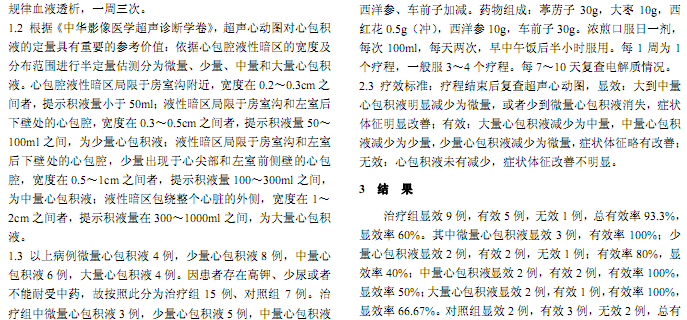 规律血液透析，一周三次。
1.2 根据《中华影像医学超声诊断学卷》，超声心动图对心包积
液的定量具有重要的参考价值，依据心包腔液性暗区的宽度及
分布范围进行半定量估测分为微量、少量、中量和大量心包积
液。心包腔液性暗区局限于房室沟附近，宽度在 0.2～0.3cm 之
间者，提示积液量小于 50ml；液性暗区局限于房室沟和左室后
下壁处的心包腔，宽度在 0.3～0.5cm 之间者，提示积液量 50～
100ml 之间，为少量心包积液；液性暗区局限于房室沟和左室
后下壁处的心包腔，少量出现于心尖部和左室前侧壁的心包
腔，宽度在 0.5～1cm 之间者，提示积液量 100～300ml 之间，
为中量心包积液；液性暗区包绕整个心脏的外侧，宽度在 1～
2cm 之间者，提示积液量在 300～1000ml 之间，为大量心包积
液。
1.3 以上病例微量心包积液 4 例，少量心包积液 8 例，中量心
包积液 6 例，大量心包积液 4 例。因患者存在高钾、少尿或者
不能耐受中药，故按照此分为治疗组 15 例、对照组 7 例。治
疗组中微量心包积液 3 例，少量心包积液 5 例，中量心包积液
西洋参、车前子加减。药物组成：葶苈子 30g，大枣 10g，西
红花 0.5g（冲），西洋参 10g，车前子 30g。浓煎口服日一剂，
每次 100ml，每天两次，早中午饭后半小时服用。每 1 周为 1
个疗程，一般服 3～4 个疗程。每 7～10 天复查电解质情况。
2.3 疗效标准：疗程结束后复查超声心动图，显效：大到中量
心包积液明显减少为微量，或者少到微量心包积液消失，症状
体征明显改善；有效：大量心包积液减少为中量，中量心包积
液减少为少量，少量心包积液减少为微量，症状体征略有改善；
无效：心包积液未有减少，症状体征改善不明显。
3 结 果
治疗组显效 9 例，有效 5 例，无效 1 例，总有效率 93.3%，
显效率 60%。其中微量心包积液显效 3 例，有效率 100%；少
量心包积液显效 2 例，有效 2 例，无效 1 例；有效率 80%，显
效率 40%；中量心包积液显效 2 例，有效 2 例，有效率 100%，
显效率 50%；大量心包积液显效 2 例，有效 1 例，有效率 100%，
显效率 66.67%。对照组显效 2 例，有效 3 例，无效 2 例，总有